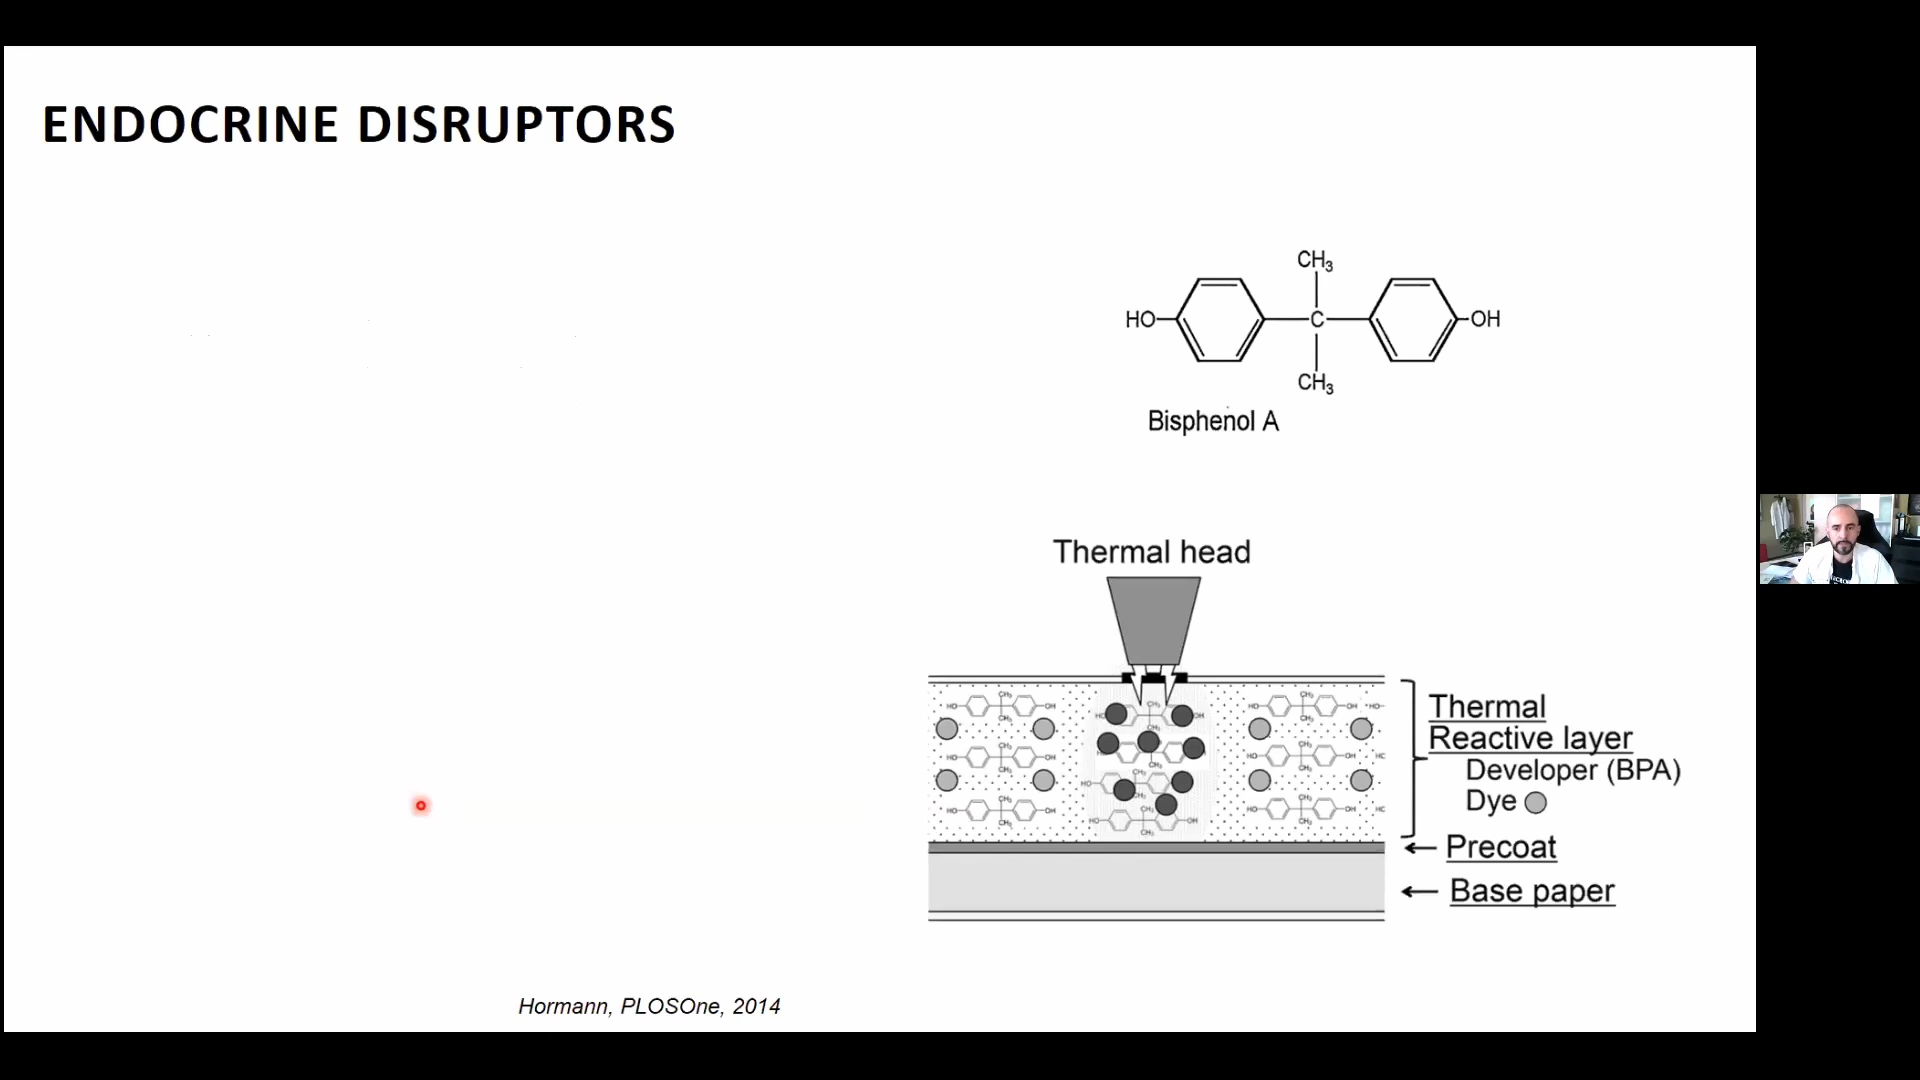 ENDOCRINE DISRUPTORS
CH3
HO
C
OH
CH3
Bisphenol A
Thermal head
Thermal
Reactive layer
Developer (BPA)
Dye
Precoat
Base paper
Hormann, PLOSOne, 2014